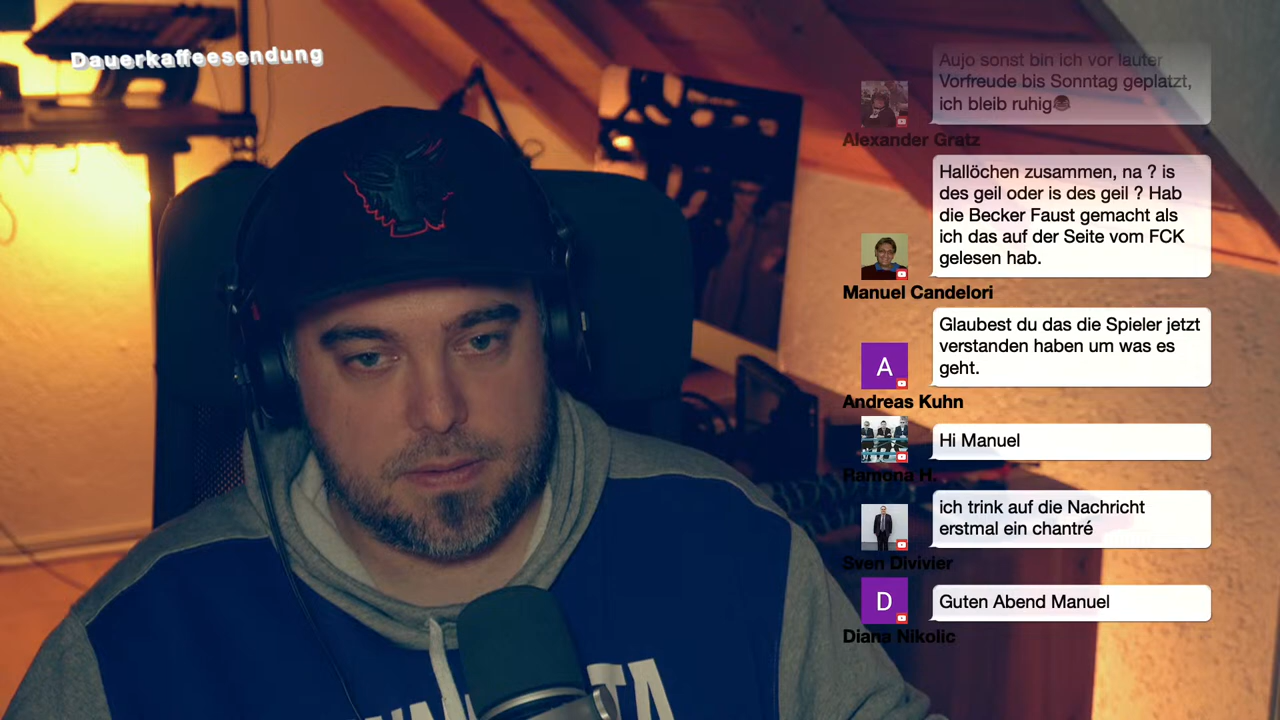 Dauerkaffeesendung
Aujo sonst bin ich vor lauter
Vorfreude bis Sonntag geplatzt,
ich bleib ruhig
Alexander Gratz
Hallöchen zusammen, na ? is
des geil oder is des geil ? Hab
die Becker Faust gemacht als
ich das auf der Seite vom FCK
gelesen hab.
Manuel Candelori
Glaubest du das die Spieler jetzt
verstanden haben um was es
geht.
A
Andreas Kuhn
Hi Manuel
Ramona H.
ich trink auf die Nachricht
erstmal ein chantré
Sven Divivier
D
Guten Abend Manuel
Diana Nikolic